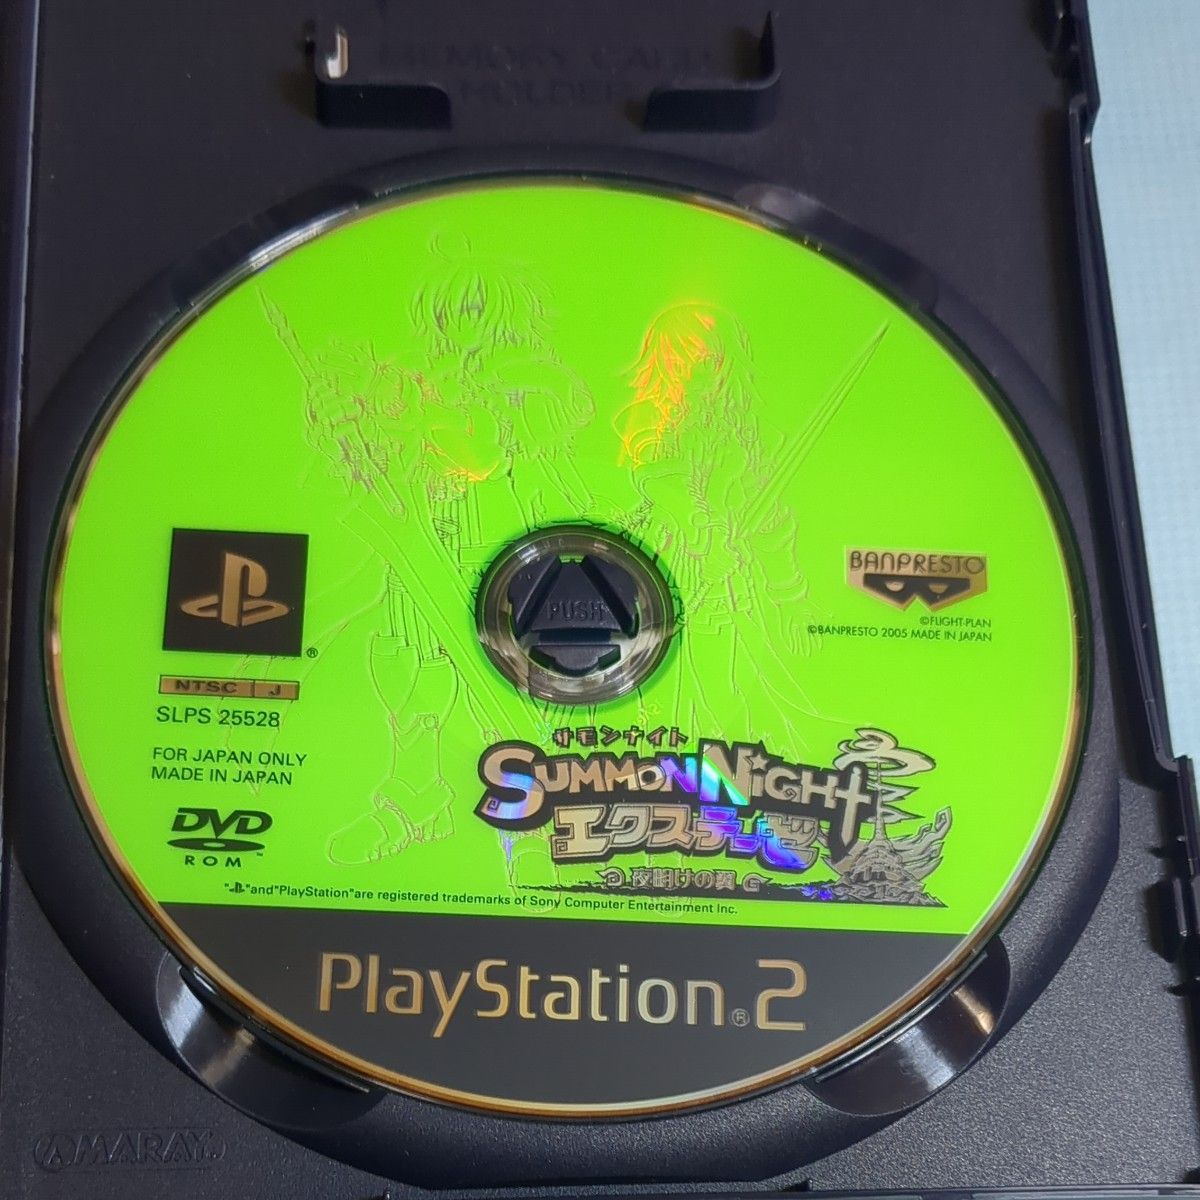 MEMORY CARD
HOLDER
PUSH
BANPRESTO
©FLIGHT-PLAN
©BANPRESTO 2005 MADE IN JAPAN
®
NTSC J
SLPS 25528
FOR JAPAN ONLY
MADE IN JAPAN
DVD
ROM ™
サモンナイト
SUMMON NIGHT
エクステーゼ
夜明けの翼
" "and"PlayStation"are registered trademarks of Sony Computer Entertainment Inc.
PlayStation®2
AMARAY